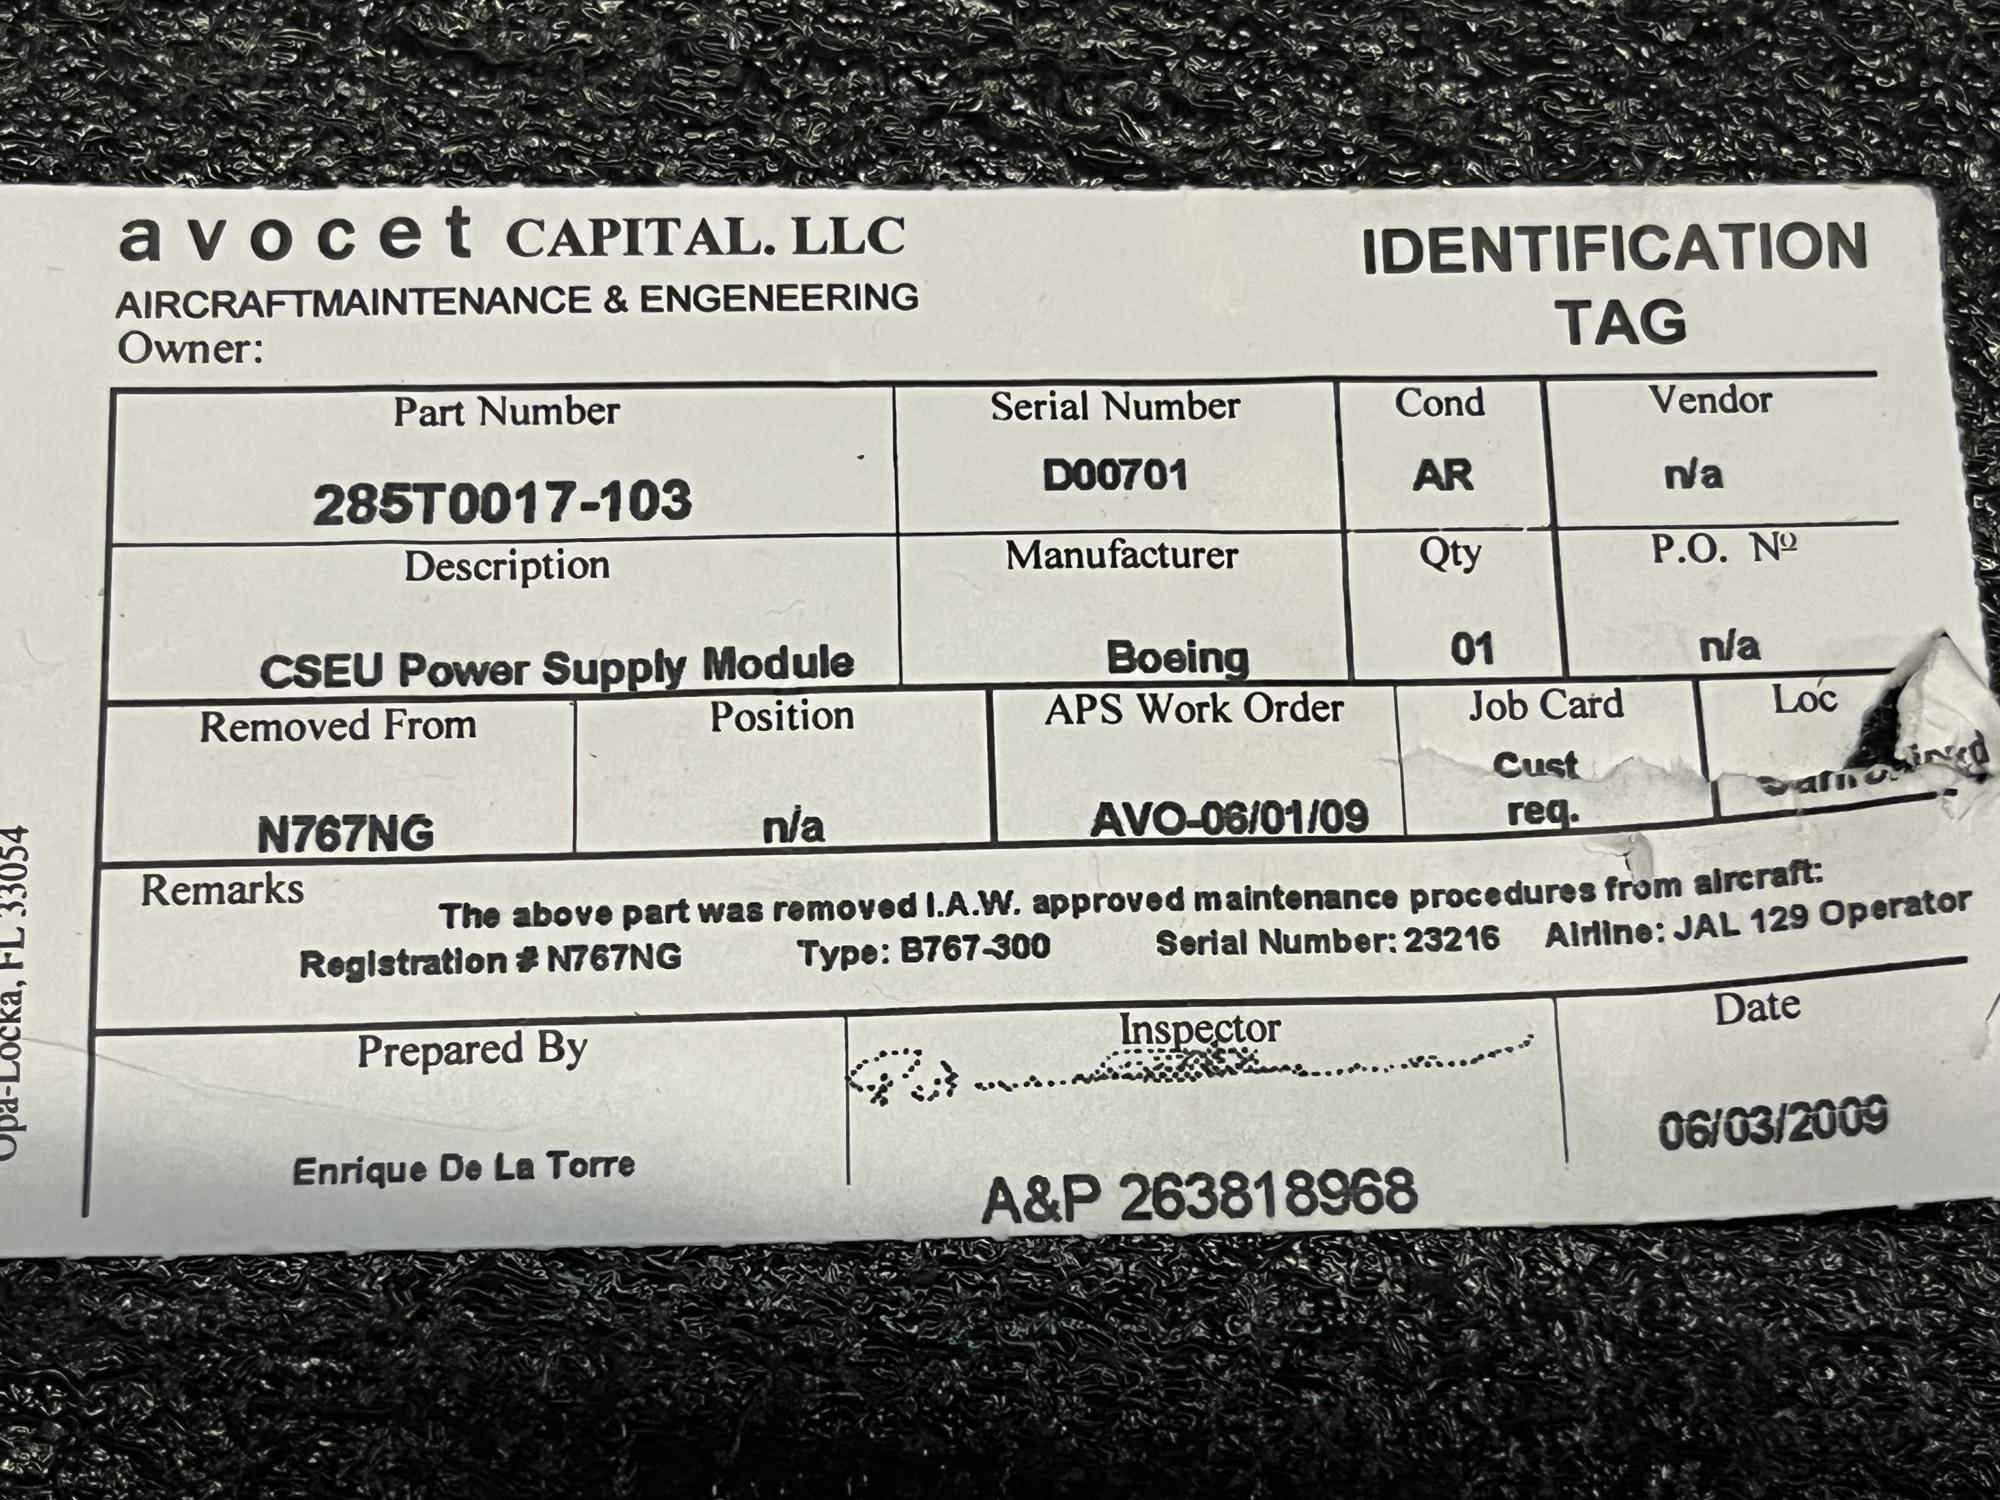 avocet CAPITAL. LLC
AIRCRAFTMAINTENANCE & ENGENEERING
Owner:
IDENTIFICATION
TAG
Part Number
285T0017-103
Serial Number
D00701
Cond
AR
Vendor
n/a
Description
CSEU Power Supply Module
Manufacturer
Boeing
Qty
01
P.O. Nº
n/a
Removed From
N767NG
Position
n/a
APS Work Order
AVO-06/01/09
Job Card
Cust
req.
Loc
Remarks
The above part was removed I.A.W. approved maintenance procedures from aircraft:
Registration # N767NG Type: B767-300 Serial Number: 23216 Airline: JAL 129 Operator
Prepared By
Enrique De La Torre
Inspector
A&P 263818968
Date
06/03/2009
Opa-Locka, FL 33054